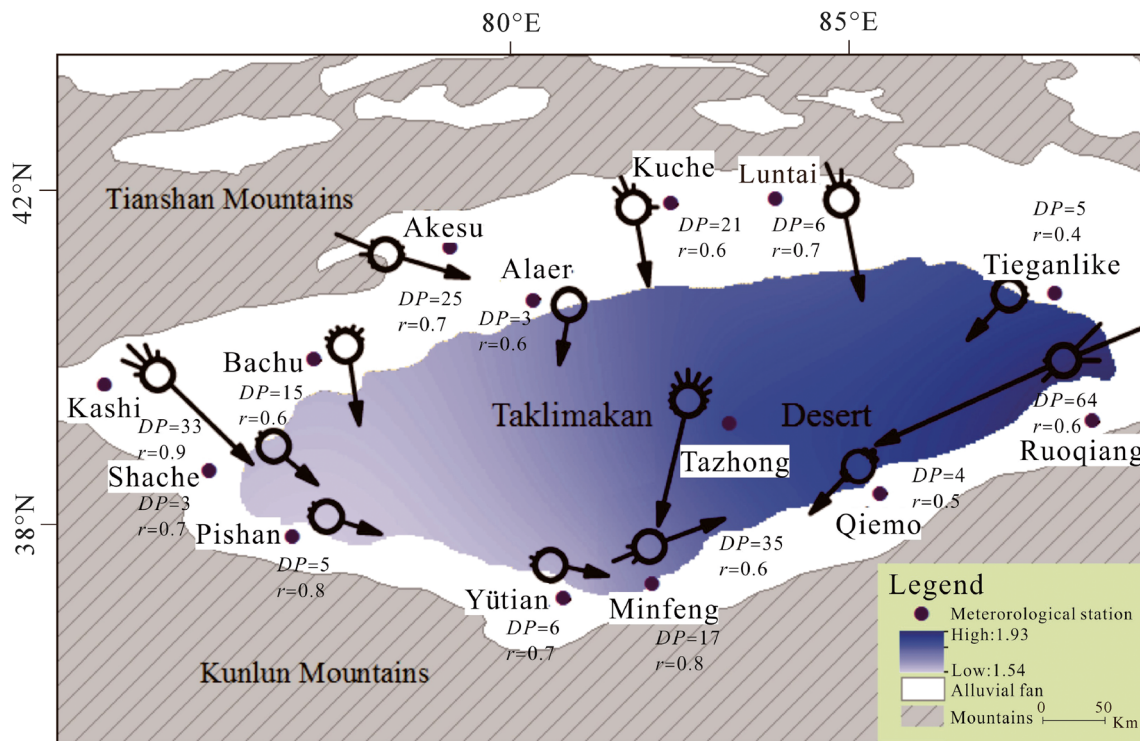 80°E
85°E
42°N
38°N
Tianshan Mountains
Akesu
DP=25
r=0.7
Kuche
DP=21
r=0.6
Luntai
DP=6
r=0.7
DP=5
r=0.4
Tieganlike
Alaer
DP=3
r=0.6
Bachu
DP=15
r=0.6
Kashi
DP=33
r=0.9
Shache
DP=3
r=0.7
Pishan
DP=5
r=0.8
Taklimakan Desert
Tazhong
DP=35
r=0.6
DP=64
r=0.6
Ruoqiang
DP=4
r=0.5
Qiemo
Yütian
DP=6
r=0.7
Minfeng
DP=17
r=0.8
Kunlun Mountains
Legend
Meterorological station
High:1.93
Low:1.54
Alluvial fan
Mountains
0 50
Km